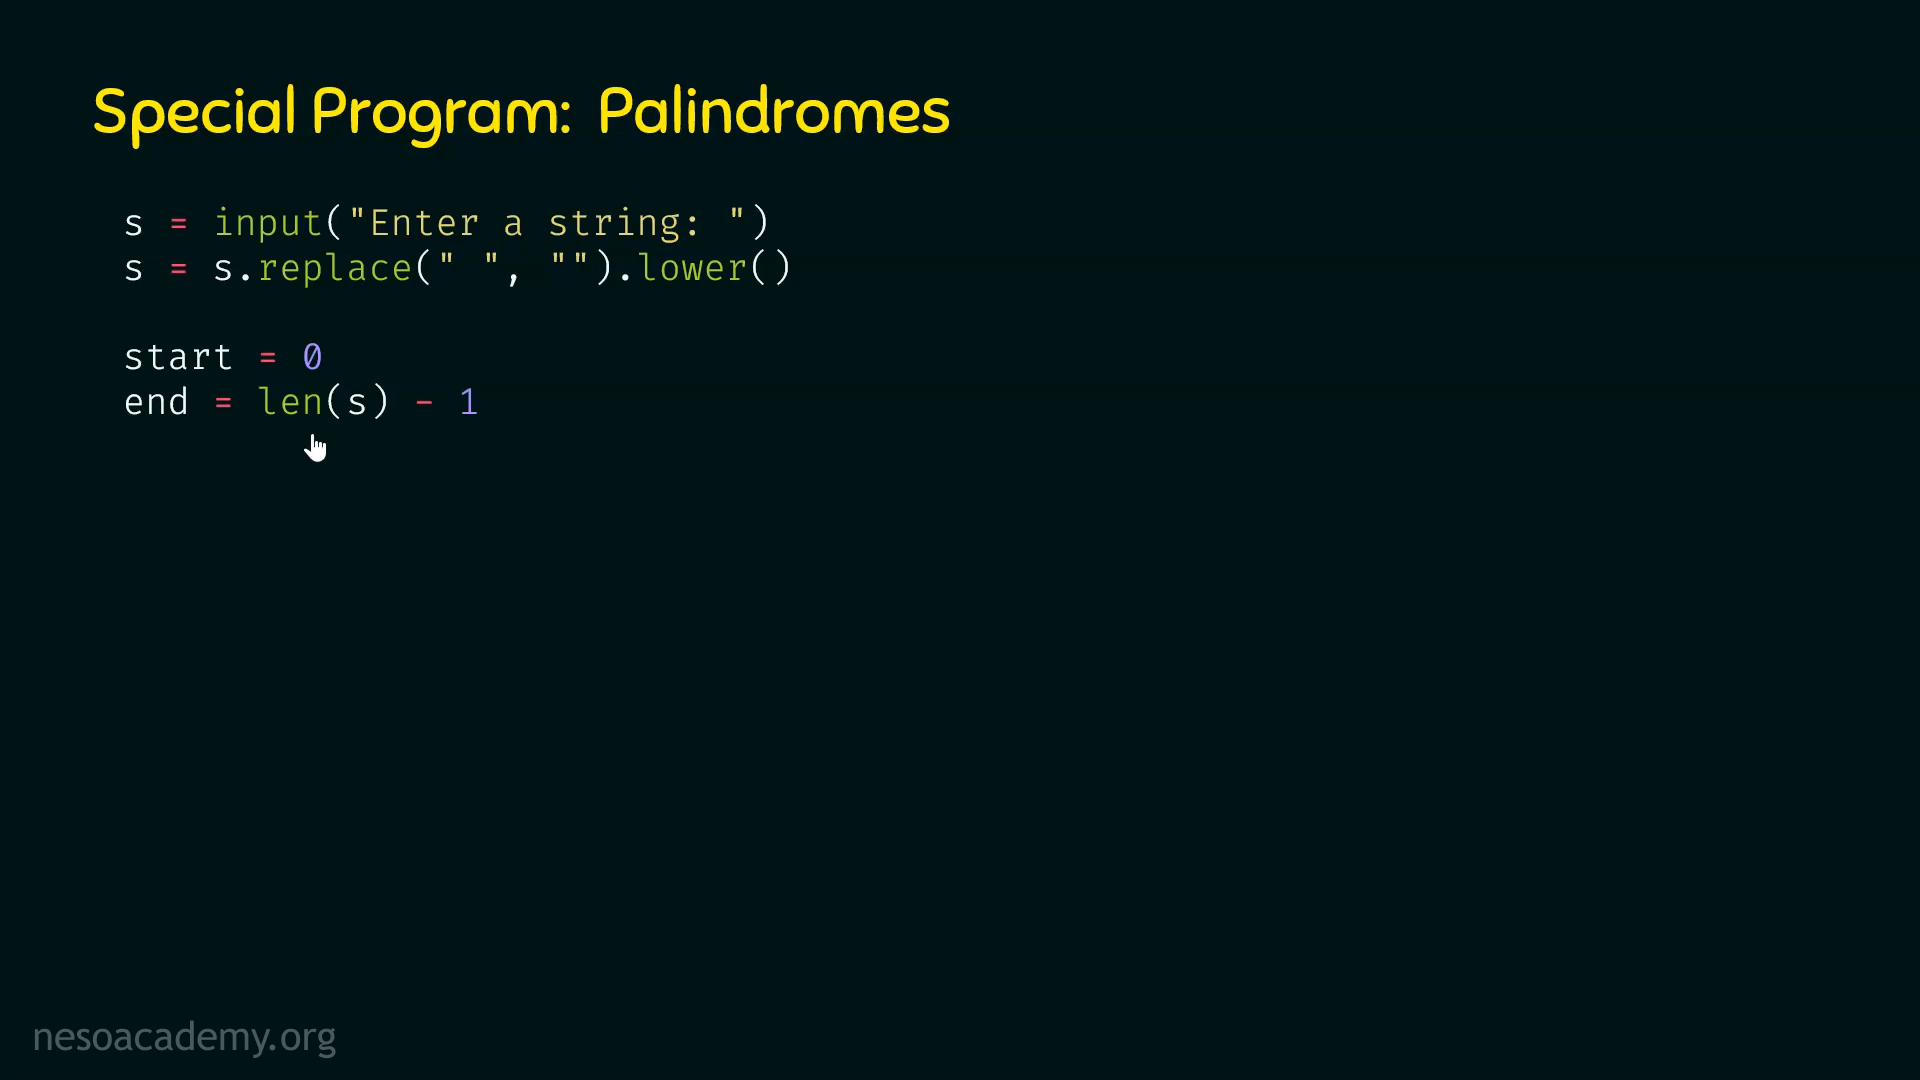 Special Program: Palindromes
s = input("Enter a string: ")
s = s.replace(" ", "").lower()
start = 0
end = len(s) - 1
nesoacademy.org